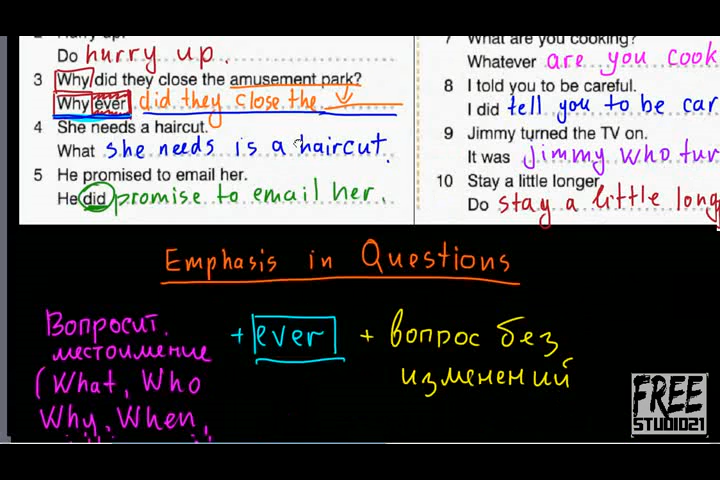 Do hurry up.
3 Why did they close the amusement park?
Why ever did they close the
4 She needs a haircut.
What she needs is a haircut.
5 He promised to email her.
He did promise to email her.
7 What are you cooking?
Whatever are you cook
8 I told you to be careful.
I did tell you to be car
9 Jimmy turned the TV on.
It was Jimmy who tur
10 Stay a little longer.
Do stay a little long
Emphasis in Questions
Вопросит.
местоимение
(What, Who
Why, When,
+ ever + вопрос без
изменений
FREE
STUDIO21